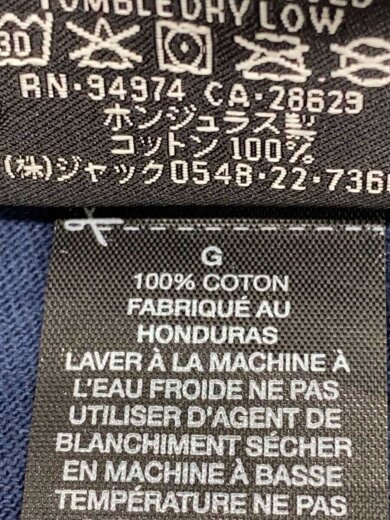 TUMBLE DRY LOW
30
RN·94974 CA·28629
ホンジュラス製
コットン 100%
(株)ジャック0548·22·736
G
100% COTON
FABRIQUÉ AU
HONDURAS
LAVER À LA MACHINE À
L'EAU FROIDE NE PAS
UTILISER D'AGENT DE
BLANCHIMENT SÉCHER
EN MACHINE À BASSE
TEMPÉRATURE NE PAS